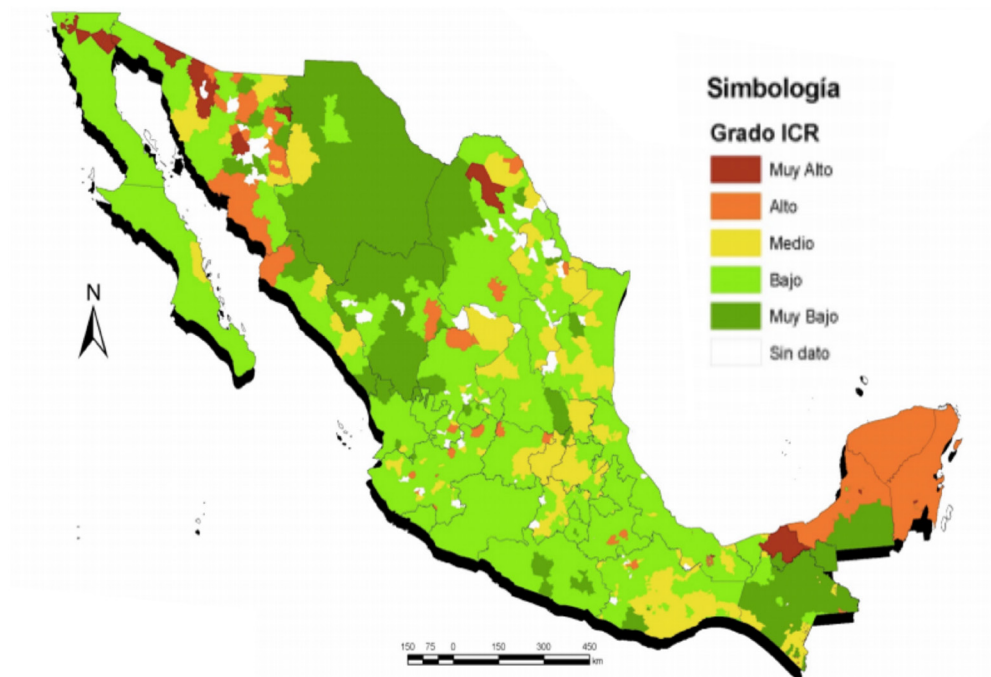 Simbología
Grado ICR
Muy Alto
Alto
Medio
Bajo
Muy Bajo
Sin dato
N
150 75 0 150 300 450
km